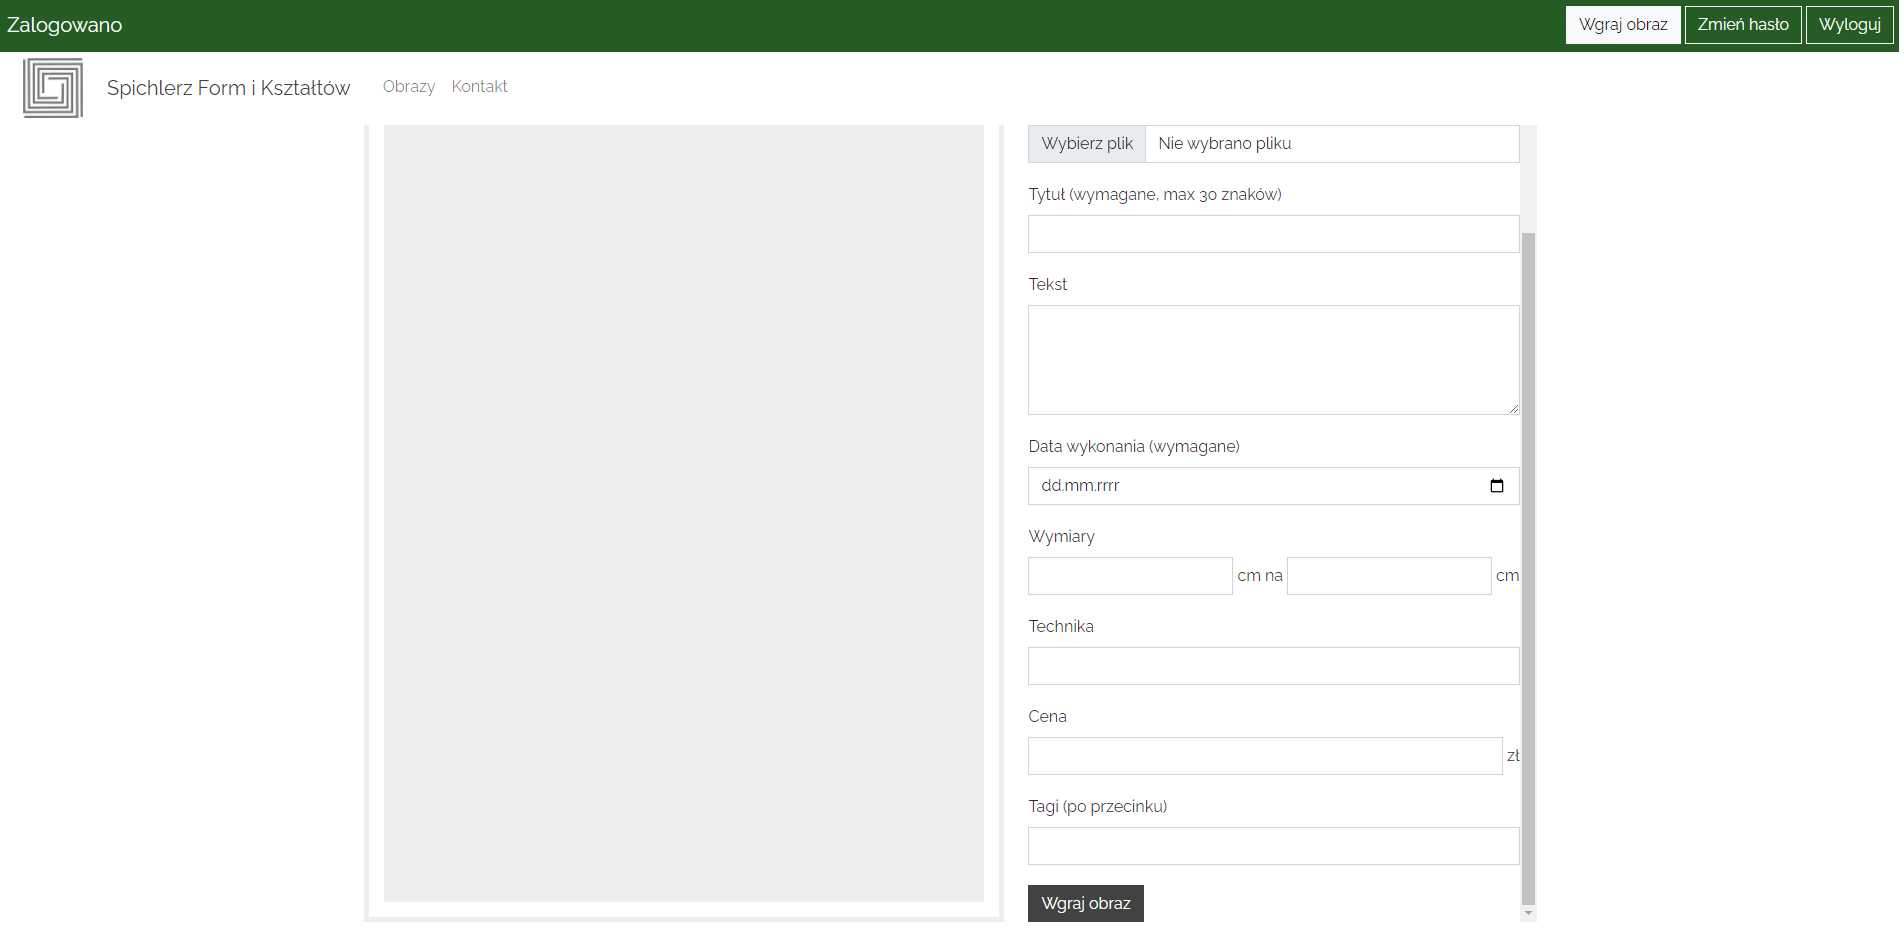 Zalogowano
Wgraj obraz
Zmień hasło
Wyloguj
Spichlerz Form i Kształtów
Obrazy
Kontakt
Wybierz plik
Nie wybrano pliku
Tytuł (wymagane, max 30 znaków)
Tekst
Data wykonania (wymagane)
dd.mm.rrrr
Wymiary
cm na
cm
Technika
Cena
zł
Tagi (po przecinku)
Wgraj obraz